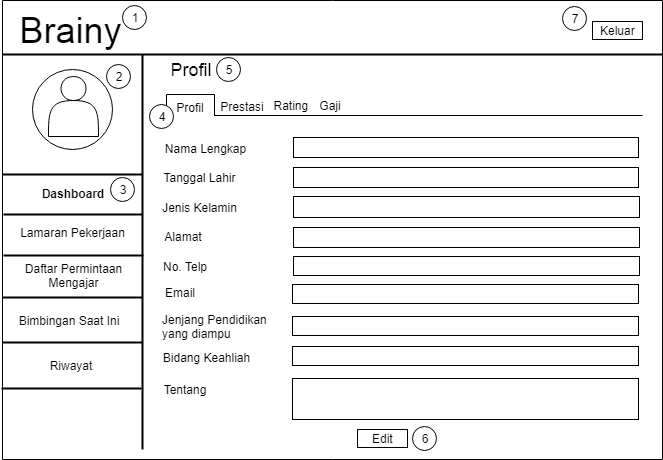 Brainy 1
7
Keluar
2
Dashboard 3
Lamaran Pekerjaan
Daftar Permintaan
Mengajar
Bimbingan Saat Ini
Riwayat
Profil 5
4
Profil Prestasi Rating Gaji
Nama Lengkap
Tanggal Lahir
Jenis Kelamin
Alamat
No. Telp
Email
Jenjang Pendidikan
yang diampu
Bidang Keahliah
Tentang
Edit 6